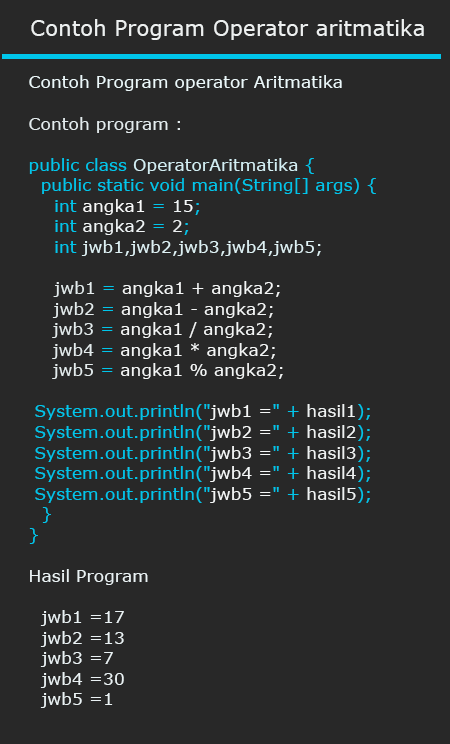 Contoh Program Operator aritmatika
Contoh Program operator Aritmatika
Contoh program :
public class OperatorAritmatika {
public static void main(String[] args) {
int angka1 = 15;
int angka2 = 2;
int jwb1,jwb2,jwb3,jwb4,jwb5;
jwb1 = angka1 + angka2;
jwb2 = angka1 - angka2;
jwb3 = angka1 / angka2;
jwb4 = angka1 * angka2;
jwb5 = angka1 % angka2;
System.out.println("jwb1 =" + hasil1);
System.out.println("jwb2 =" + hasil2);
System.out.println("jwb3 =" + hasil3);
System.out.println("jwb4 =" + hasil4);
System.out.println("jwb5 =" + hasil5);
}
}
Hasil Program
jwb1 =17
jwb2 =13
jwb3 =7
jwb4 =30
jwb5 =1